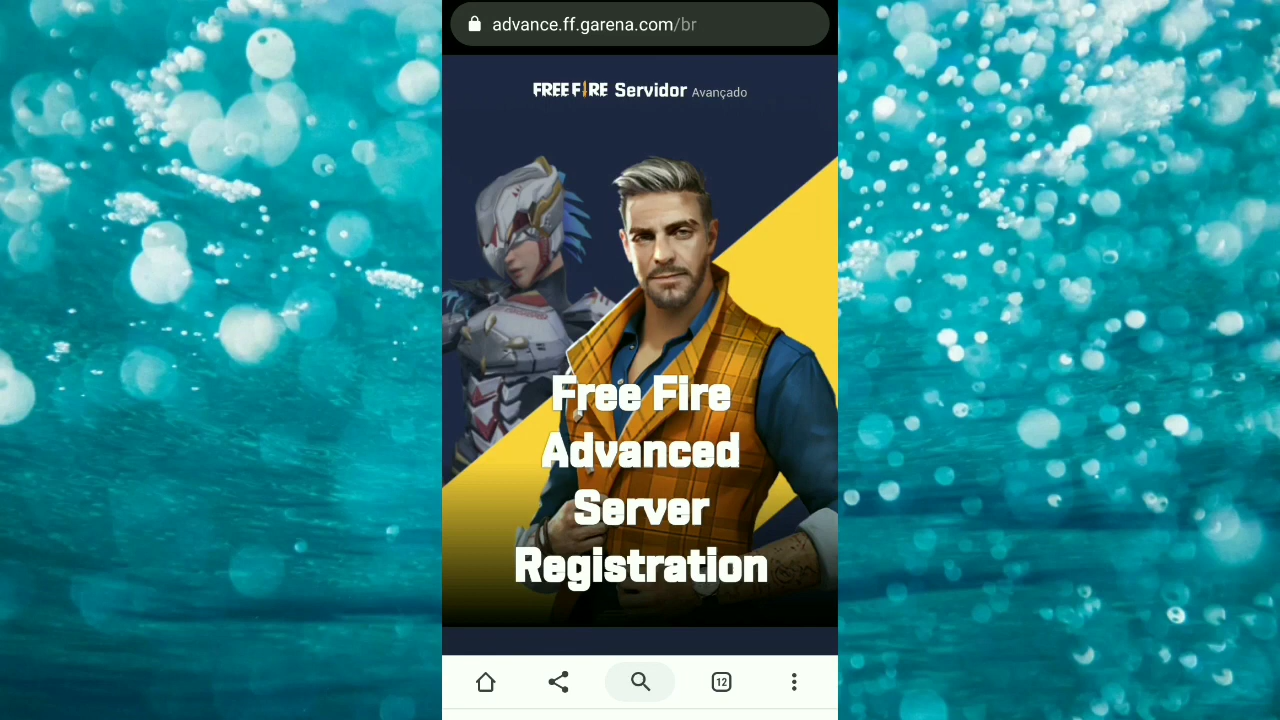 advance.ff.garena.com/br
FREE FIRE Servidor Avançado
Free Fire
Advanced
Server
Registration
12